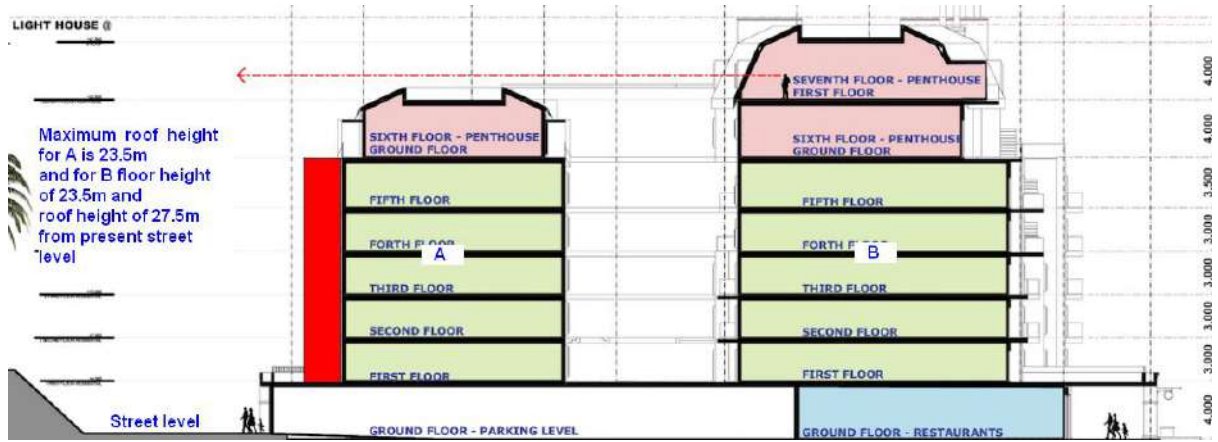 LIGHT HOUSE @
SEVENTH FLOOR - PENTHOUSE
FIRST FLOOR
4.000
Maximum roof height
for A is 23.5m
and for B floor height
of 23.5m and
roof height of 27.5m
from present street
level
SIXTH FLOOR - PENTHOUSE
GROUND FLOOR
SIXTH FLOOR - PENTHOUSE
GROUND FLOOR
4.000
FIFTH FLOOR
FIFTH FLOOR
3.500
FORTH FLOOR
A
FORTH FLOOR
B
3.000
THIRD FLOOR
THIRD FLOOR
3.000
SECOND FLOOR
SECOND FLOOR
3.000
FIRST FLOOR
FIRST FLOOR
3.000
Street level
GROUND FLOOR - PARKING LEVEL
GROUND FLOOR - RESTAURANTS
4.000